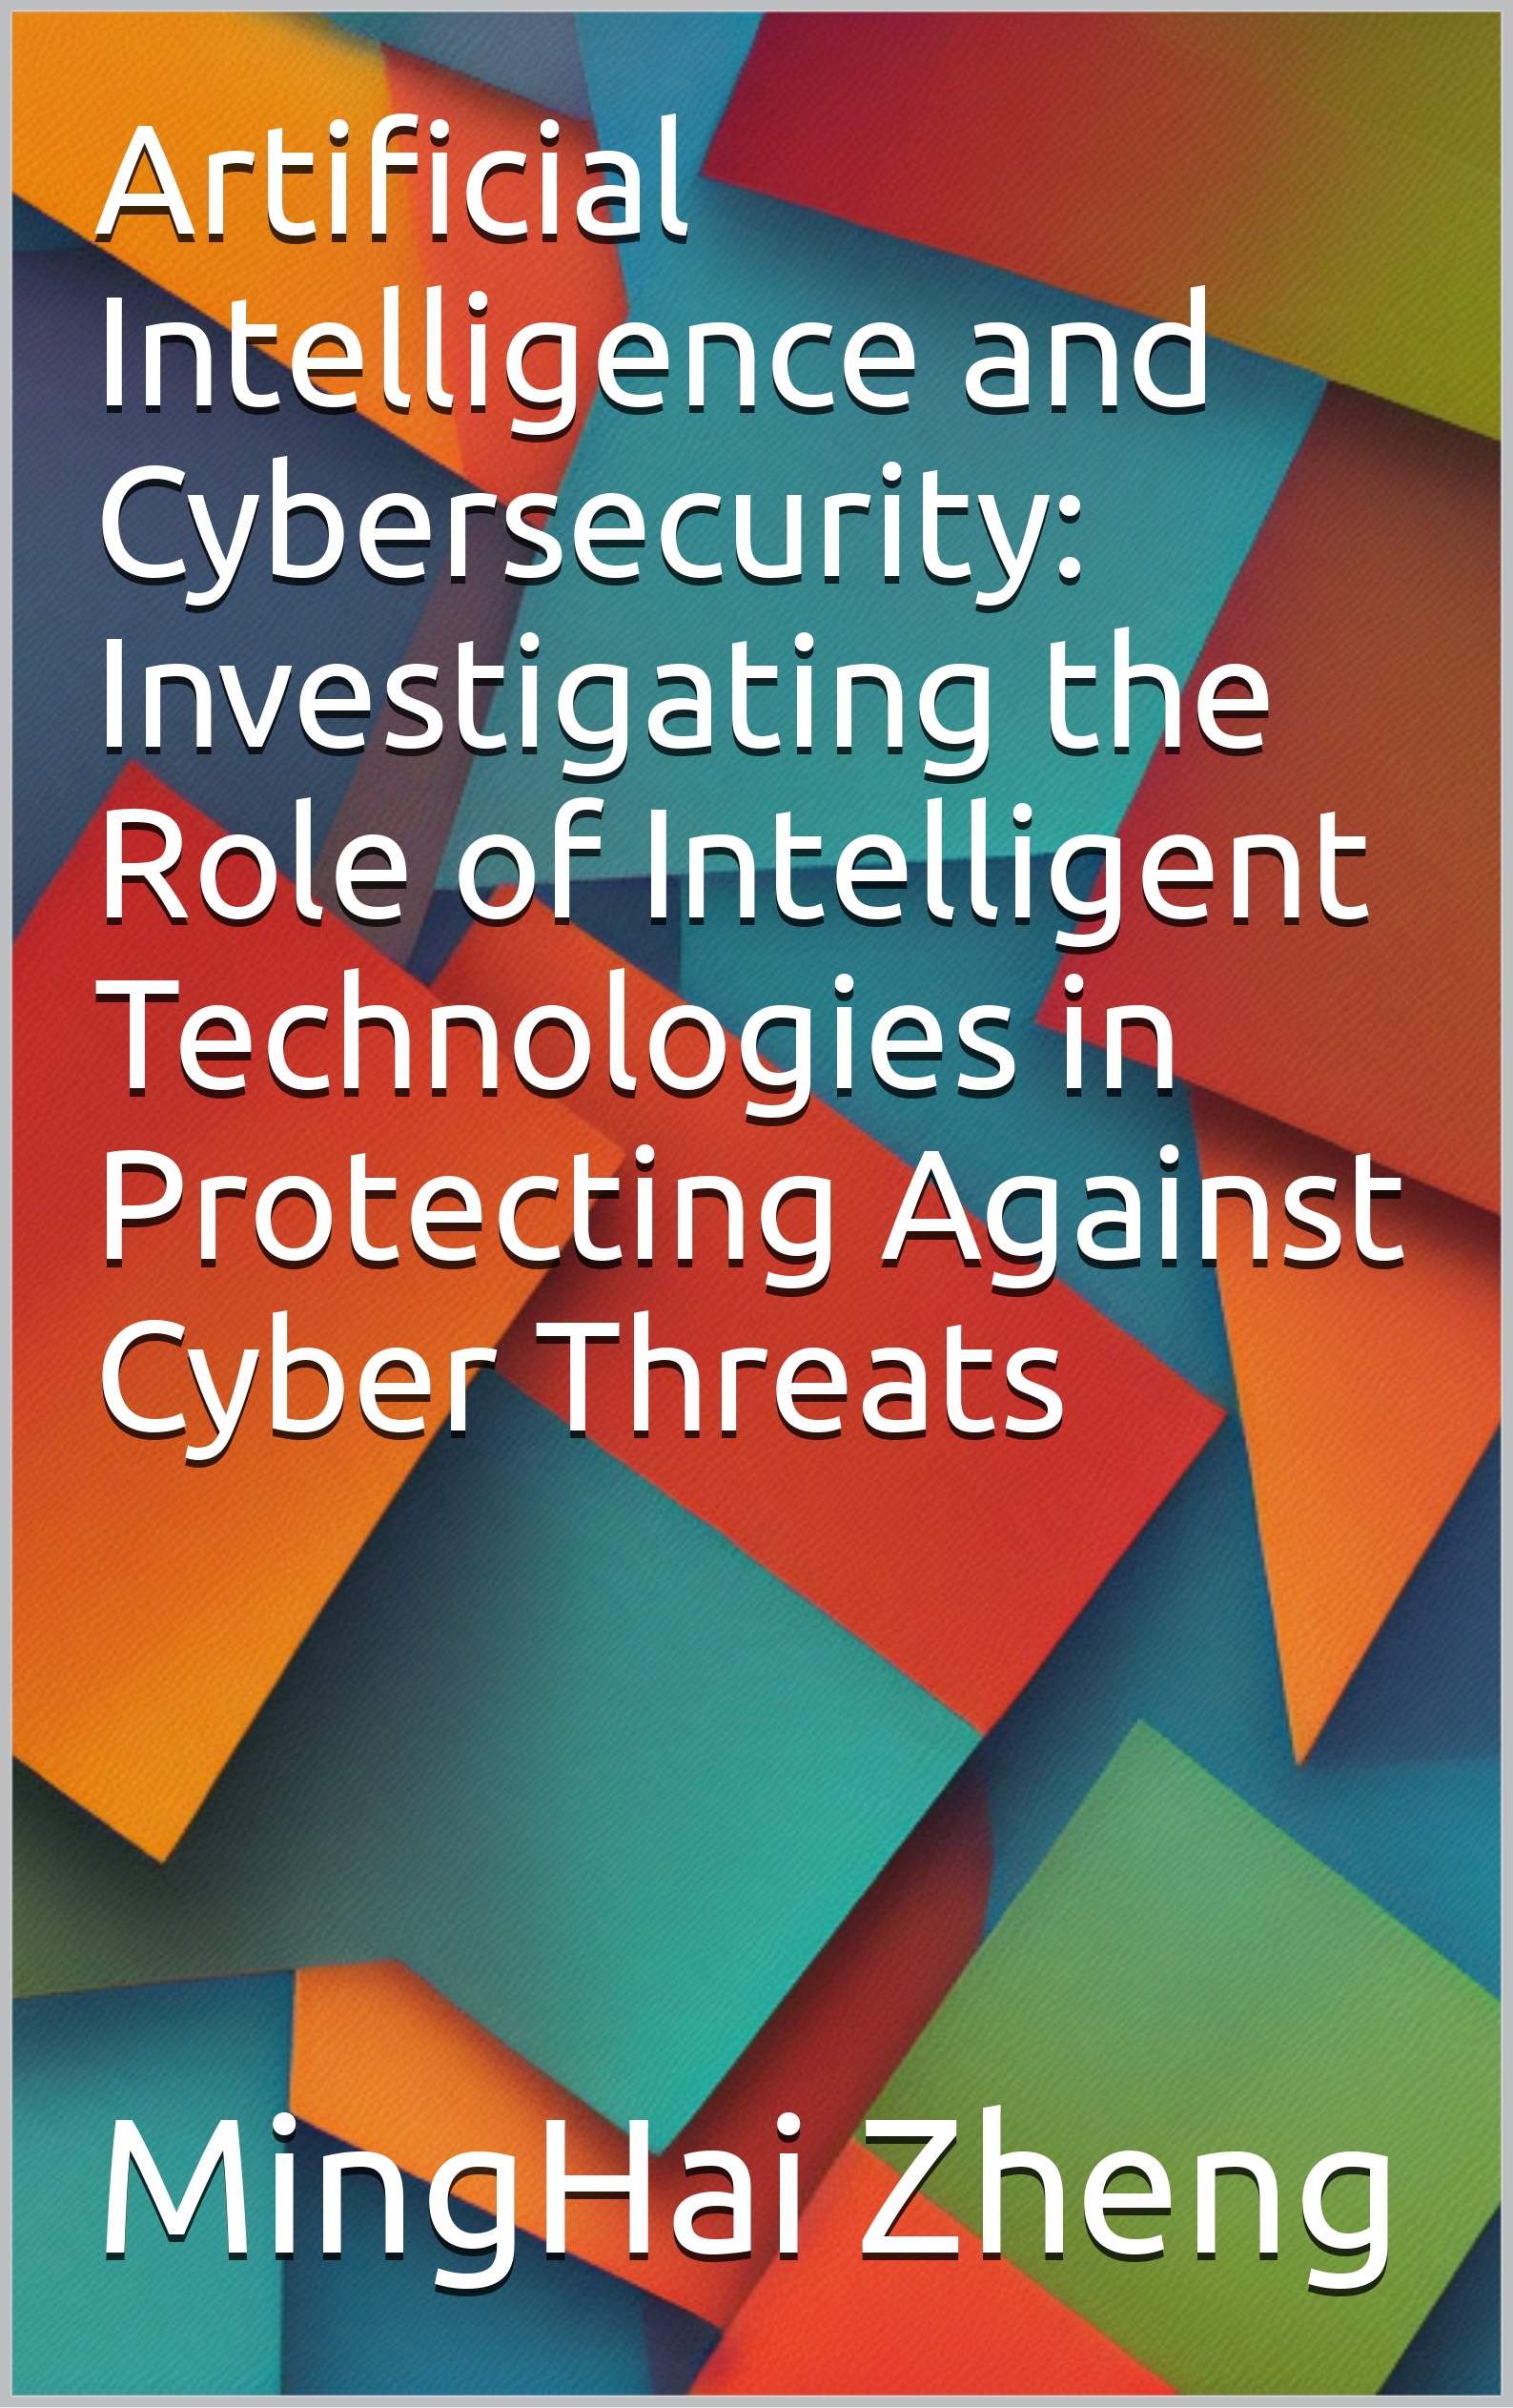 Artificial
Intelligence and
Cybersecurity:
Investigating the
Role of Intelligent
Technologies in
Protecting Against
Cyber Threats
MingHai Zheng